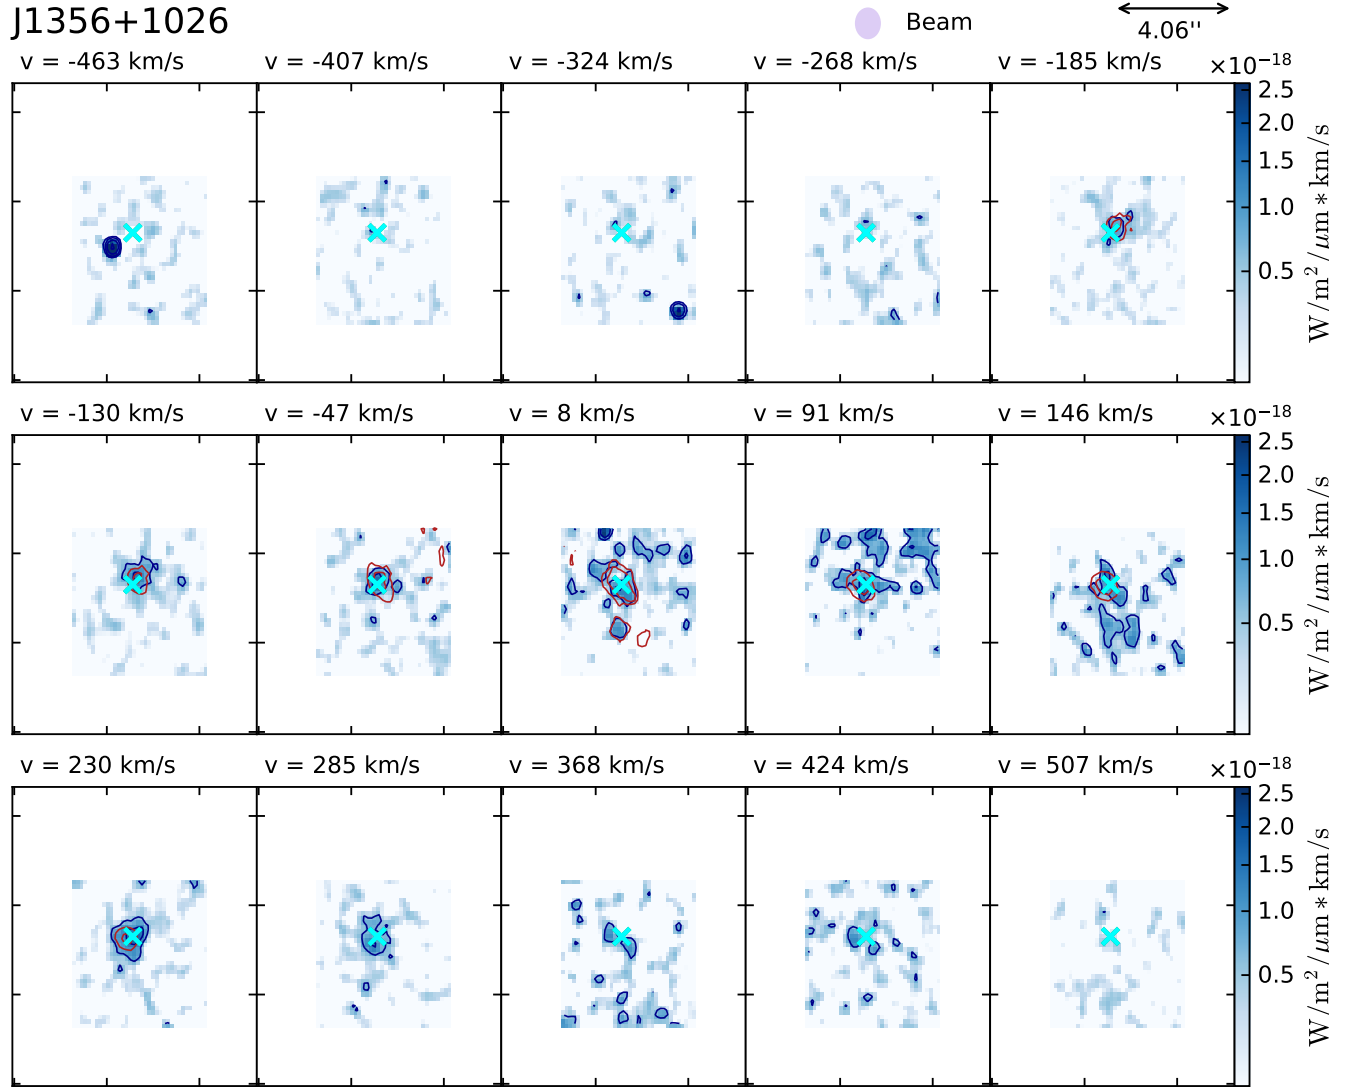 J1356+1026
Beam
4.06''
v = -463 km/s
v = -407 km/s
v = -324 km/s
v = -268 km/s
v = -185 km/s
×10⁻¹⁸
2.5
2.0
1.5
1.0
0.5
W/m²/μm∗km/s
v = -130 km/s
v = -47 km/s
v = 8 km/s
v = 91 km/s
v = 146 km/s
×10⁻¹⁸
2.5
2.0
1.5
1.0
0.5
W/m²/μm∗km/s
v = 230 km/s
v = 285 km/s
v = 368 km/s
v = 424 km/s
v = 507 km/s
×10⁻¹⁸
2.5
2.0
1.5
1.0
0.5
W/m²/μm∗km/s